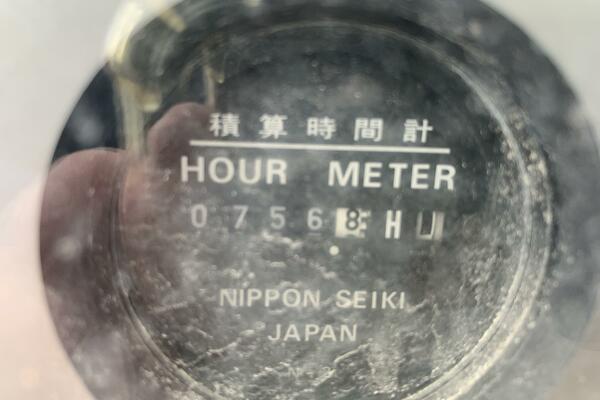 積算時間計
HOUR METER
07568 H
NIPPON SEIKI
JAPAN